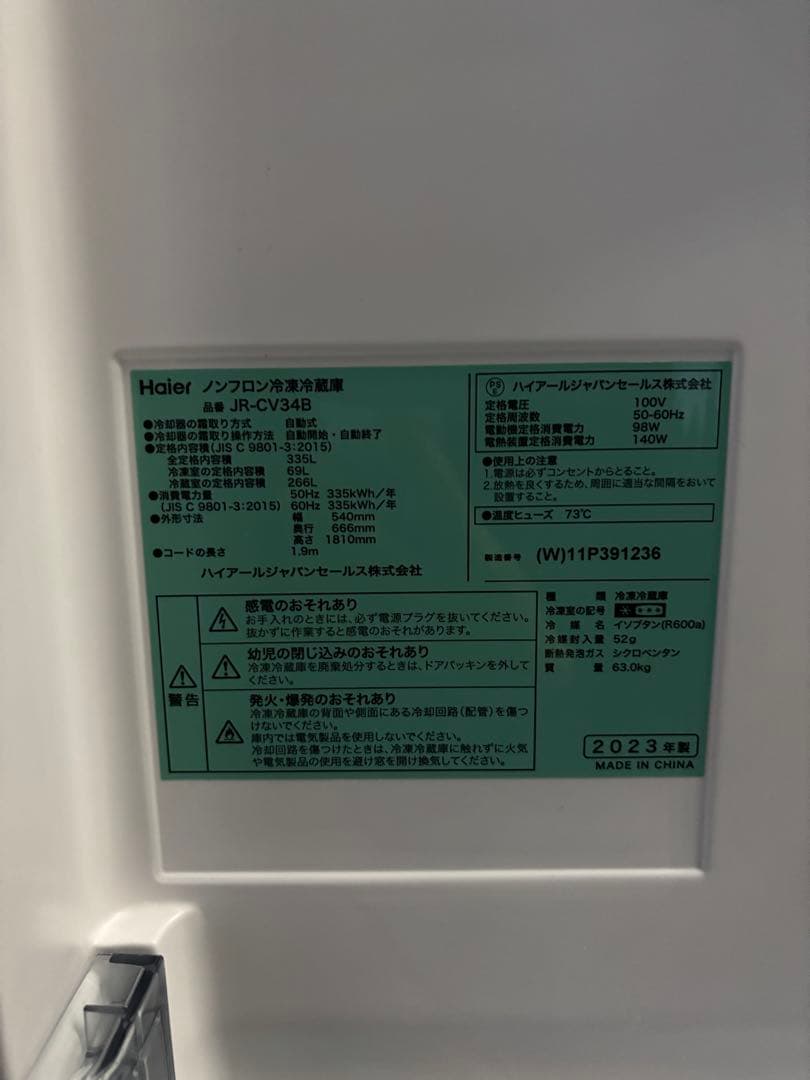 Haier ノンフロン冷凍冷蔵庫
品番 JR-CV34B
●冷却器の霜取り方式 自動式
●冷却器の霜取り操作方法 自動開始・自動終了
●定格内容積(JIS C 9801-3:2015)
全定格内容積 335L
冷凍室の定格内容積 69L
冷蔵室の定格内容積 266L
●消費電力量 50Hz 335kWh/年
(JIS C 9801-3:2015) 60Hz 335kWh/年
●外形寸法 幅 540mm
奥行 666mm
高さ 1810mm
●コードの長さ 1.9m
ハイアールジャパンセールス株式会社
PS E ハイアールジャパンセールス株式会社
定格電圧 100V
定格周波数 50-60Hz
電動機定格消費電力 98W
電熱装置定格消費電力 140W
●使用上の注意
1.電源は必ずコンセントからとること。
2.放熱を良くするため、周囲に適当な間隔をおいて
設置すること。
●温度ヒューズ 73℃
製造番号 (W)11P391236
種類 冷凍冷蔵庫
冷凍室の記号
冷媒名 イソブタン(R600a)
冷媒封入量 52g
断熱発泡ガス シクロペンタン
質量 63.0kg
2023年製
MADE IN CHINA
警告
感電のおそれあり
お手入れのときには、必ず電源プラグを抜いてください。
抜かずに作業すると感電のおそれがあります。
幼児の閉じ込みのおそれあり
冷凍冷蔵庫を廃棄処分するときは、ドアパッキンを外して
ください。
発火・爆発のおそれあり
冷凍冷蔵庫の背面や側面にある冷却回路(配管)を傷つ
けないでください。
庫内では電気製品を使用しないでください。
冷却回路を傷つけたときは、冷凍冷蔵庫に触れずに火気
や電気製品の使用を避け窓を開け換気してください。